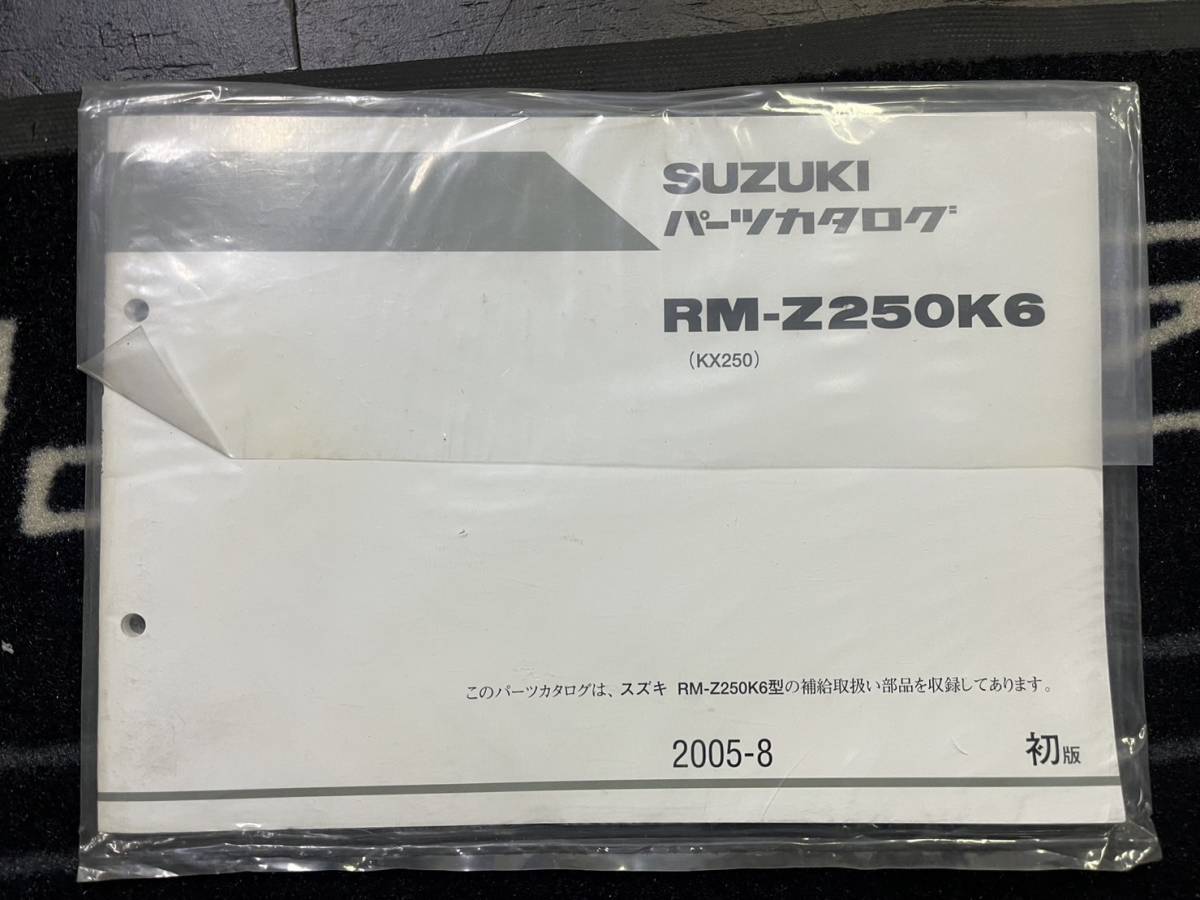 SUZUKI
パーツカタログ
RM-Z250K6
(KX250)
このパーツカタログは、スズキ RM-Z250K6型の補給取扱い部品を収録してあります。
2005-8
初版